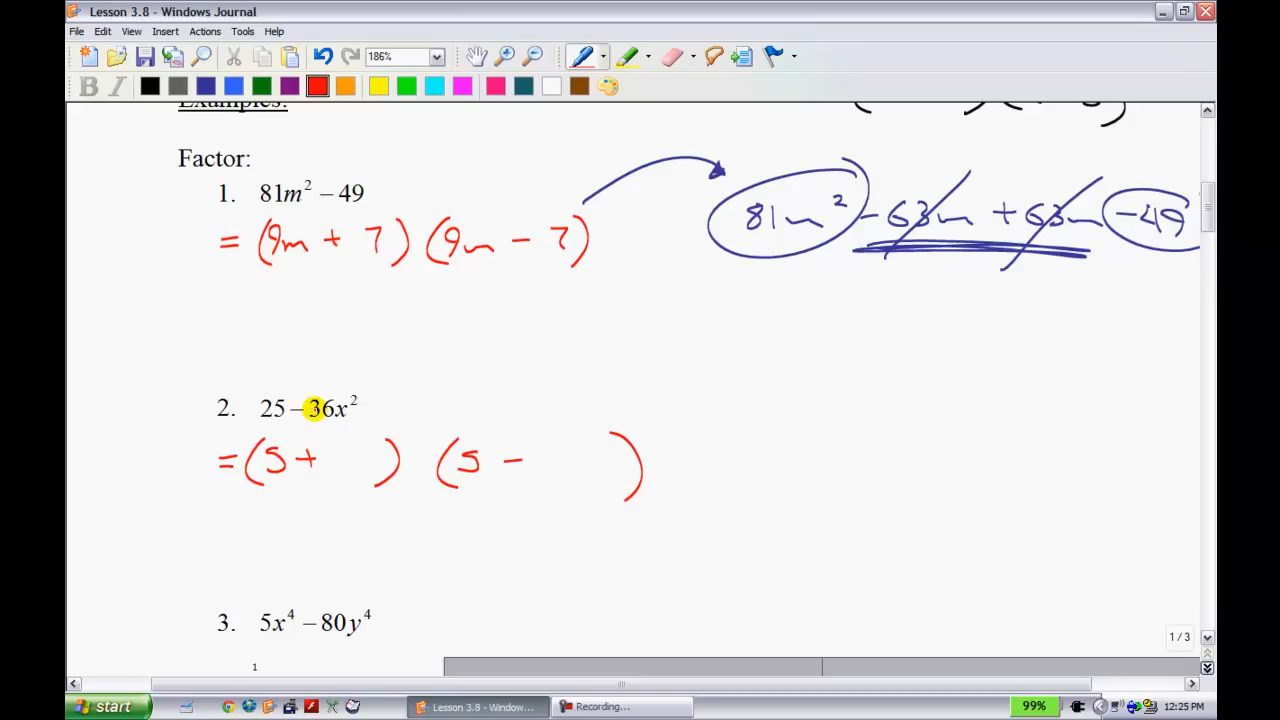 Lesson 3.8 - Windows Journal
File Edit View Insert Actions Tools Help
186%
B I
Examples:
Factor:
1. 81m² – 49
= (9m + 7) (9m – 7)
81m² – 63m + 63m – 49
2. 25 – 36x²
= (5 + ) (5 – )
3. 5x⁴ – 80y⁴
1 / 3
1
start
Lesson 3.8 - Window...
Recording...
99%
12:25 PM